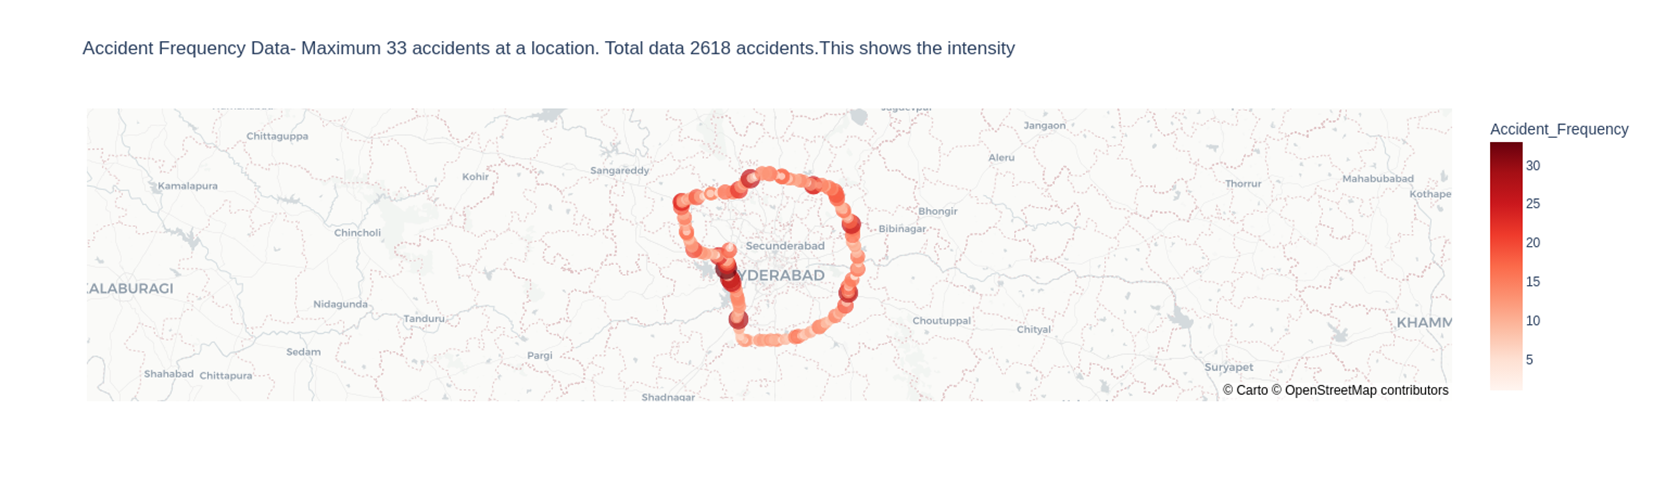 Accident Frequency Data- Maximum 33 accidents at a location. Total data 2618 accidents.This shows the intensity
Accident_Frequency
Chittaguppa
Jangaon
Sangareddy
Aleru
Kohir
Kamalapura
Thorrur
Mahabubabad
Kothape
Bhongir
Chincholi
Bibinagar
Secunderabad
YDERABAD
ALABURAGI
Nidagunda
Tanduru
Choutuppal
Chityal
KHAMM
Sedam
Pargi
Suryapet
Shahabad
Chittapura
Shadnagar
© Carto © OpenStreetMap contributors
30
25
20
15
10
5